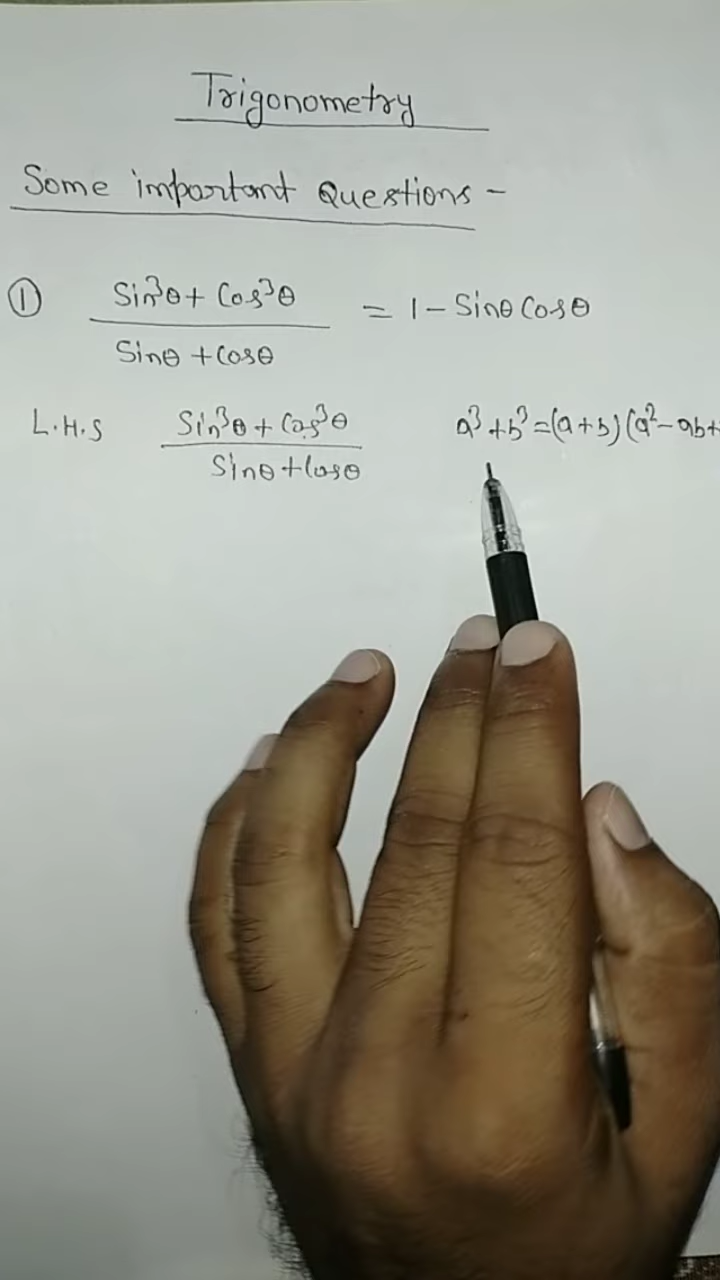 Trigonometry
Some important Questions -
① Sin³θ + Cos³θ / Sinθ + Cosθ = 1 - Sinθ Cosθ
L.H.S Sin³θ + Cos³θ / Sinθ + Cosθ a³ + b³ = (a + b) (a² - ab +